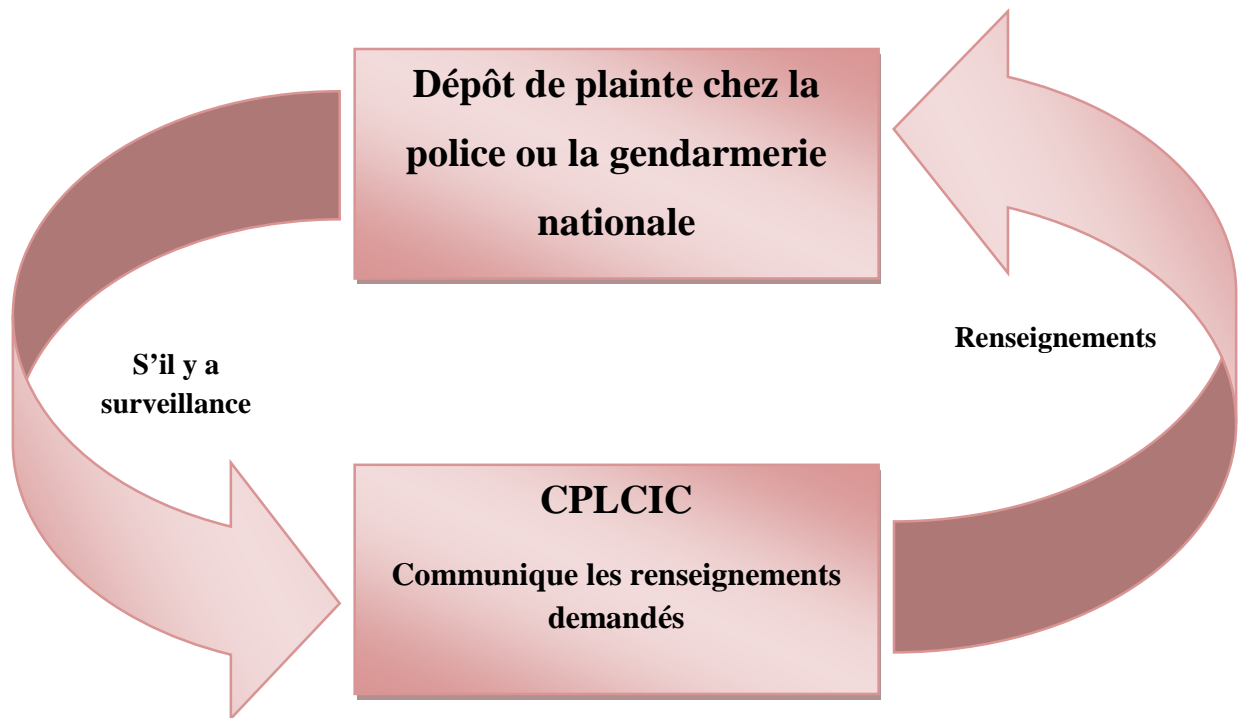 Dépôt de plainte chez la
police ou la gendarmerie
nationale
S’il y a
surveillance
Renseignements
CPLCIC
Communique les renseignements
demandés